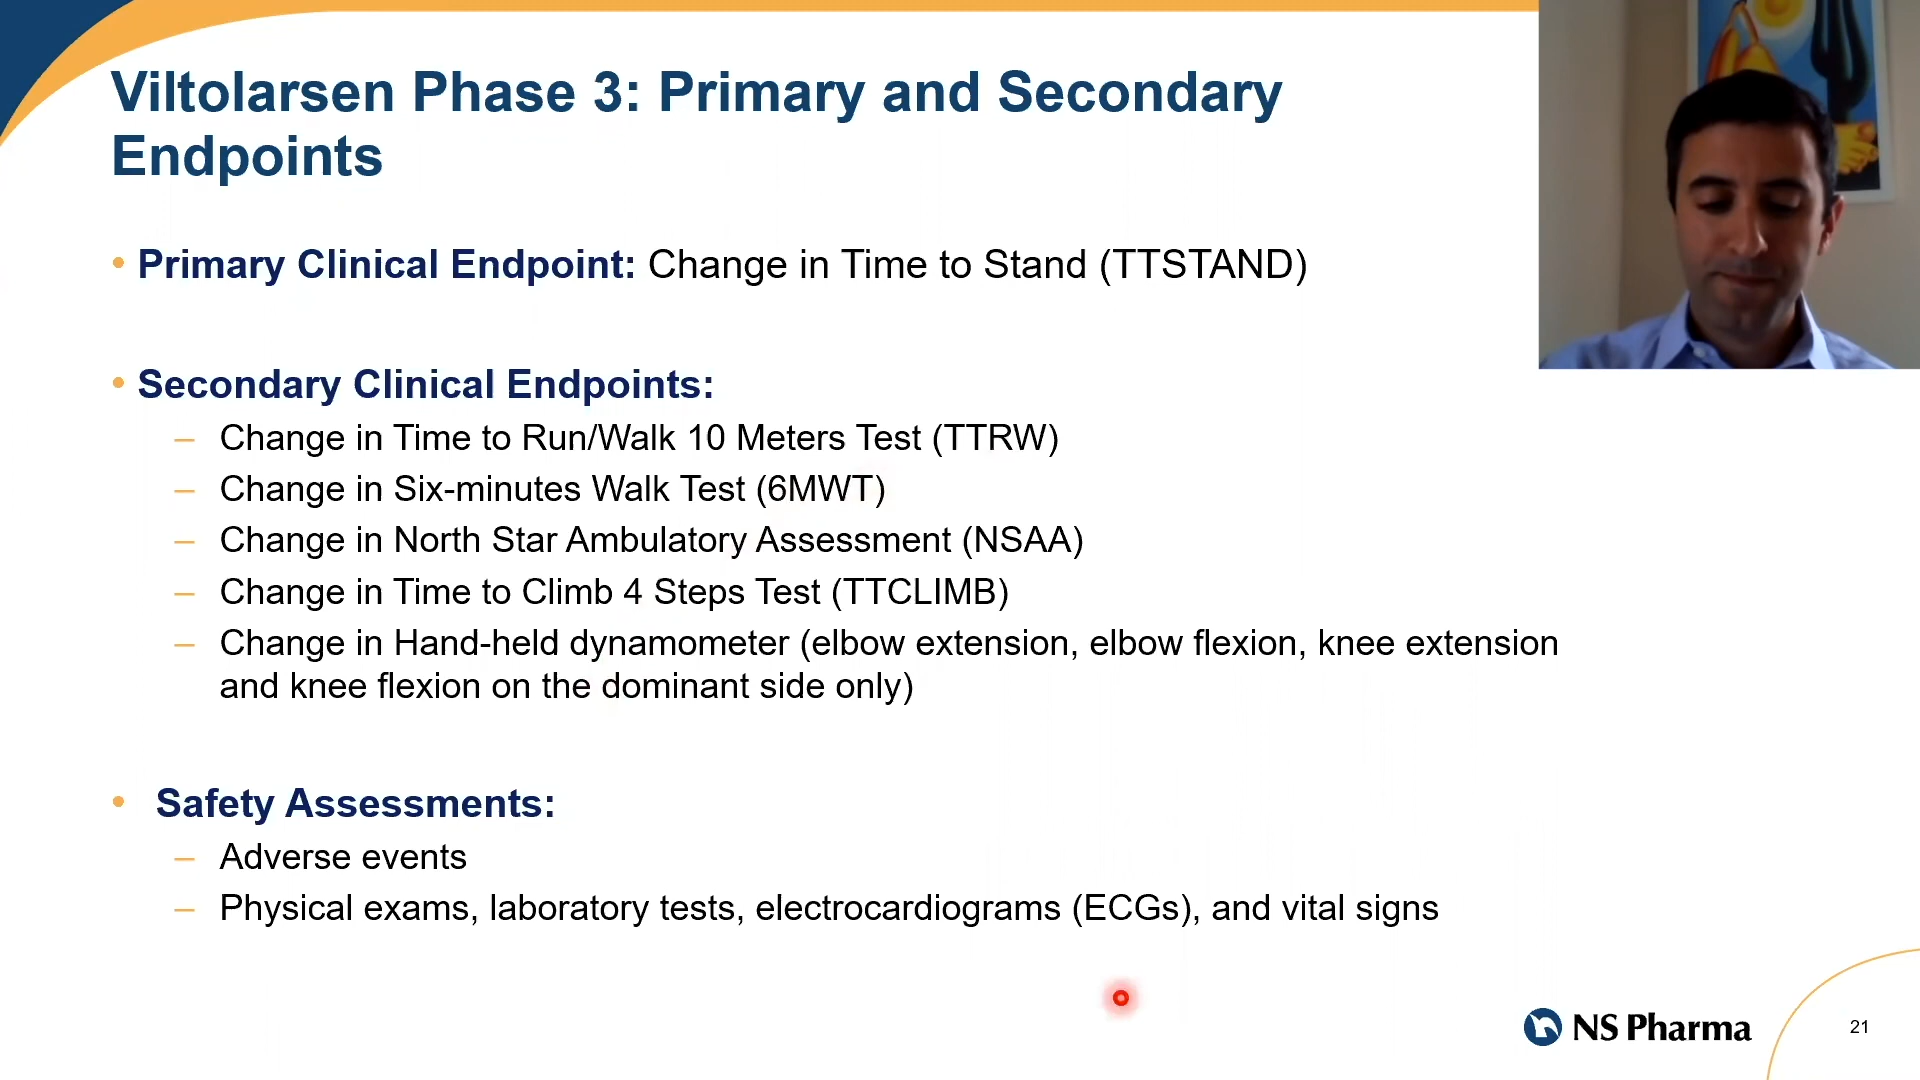 Viltolarsen Phase 3: Primary and Secondary
Endpoints
• Primary Clinical Endpoint: Change in Time to Stand (TTSTAND)
• Secondary Clinical Endpoints:
– Change in Time to Run/Walk 10 Meters Test (TTRW)
– Change in Six-minutes Walk Test (6MWT)
– Change in North Star Ambulatory Assessment (NSAA)
– Change in Time to Climb 4 Steps Test (TTCLIMB)
– Change in Hand-held dynamometer (elbow extension, elbow flexion, knee extension
and knee flexion on the dominant side only)
• Safety Assessments:
– Adverse events
– Physical exams, laboratory tests, electrocardiograms (ECGs), and vital signs
NS Pharma
21